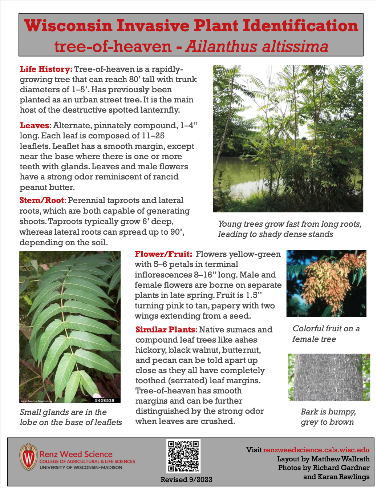 Wisconsin Invasive Plant Identification
tree-of-heaven - Ailanthus altissima
Life History: Tree-of-heaven is a rapidly-
growing tree that can reach 80' tall with trunk
diameters of 1–5'. Has previously been
planted as an urban street tree. It is the main
host of the destructive spotted lanternfly.
Leaves: Alternate, pinnately compound, 1–4"
long. Each leaf is composed of 11–25
leaflets. Leaflet has a smooth margin, except
near the base where there is one or more
teeth with glands. Leaves and male flowers
have a strong odor reminiscent of rancid
peanut butter.
Stem/Root: Perennial taproots and lateral
roots, which are both capable of generating
shoots. Taproots typically grow 6' deep,
whereas lateral roots can spread up to 90',
depending on the soil.
Young trees grow fast from long roots,
leading to shady dense stands
Flower/Fruit: Flowers yellow-green
with 5–6 petals in terminal
inflorescences 8–16" long. Male and
female flowers are borne on separate
plants in late spring. Fruit is 1.5"
turning pink to tan, papery with two
wings extending from a seed.
Colorful fruit on a
female tree
Similar Plants: Native sumacs and
compound leaf trees like ashes
hickory, black walnut, butternut,
and pecan can be told apart up
close as they all have completely
toothed (serrated) leaf margins.
Tree-of-heaven has smooth
margins and can be further
distinguished by the strong odor
when leaves are crushed.
Small glands are in the
lobe on the base of leaflets
Bark is bumpy,
grey to brown
Renz Weed Science
COLLEGE OF AGRICULTURAL & LIFE SCIENCES
UNIVERSITY OF WISCONSIN–MADISON
Revised 9/2023
Visit renzweedscience.cals.wisc.edu
Layout by Matthew Wallrath
Photos by Richard Gardner
and Karan Rawlings